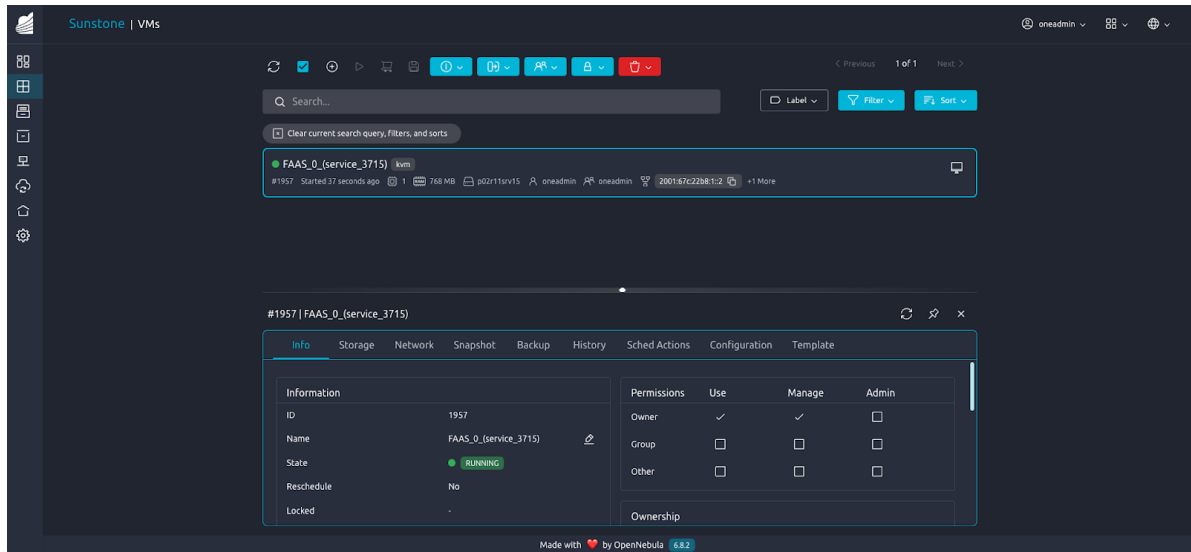 Sunstone | VMs
oneadmin
< Previous 1 of 1 Next >
Search...
Label
Filter
Sort
Clear current search query, filters, and sorts
FAAS_0_(service_3715) kvm
#1957 Started 37 seconds ago 1 768 MB p02r11srv15 oneadmin oneadmin 2001:67c:22b8:1::2 +1 More
#1957 | FAAS_0_(service_3715)
Info Storage Network Snapshot Backup History Sched Actions Configuration Template
Information
ID 1957
Name FAAS_0_(service_3715)
State RUNNING
Reschedule No
Locked -
Permissions Use Manage Admin
Owner
Group
Other
Ownership
Made with ❤️ by OpenNebula 6.8.2